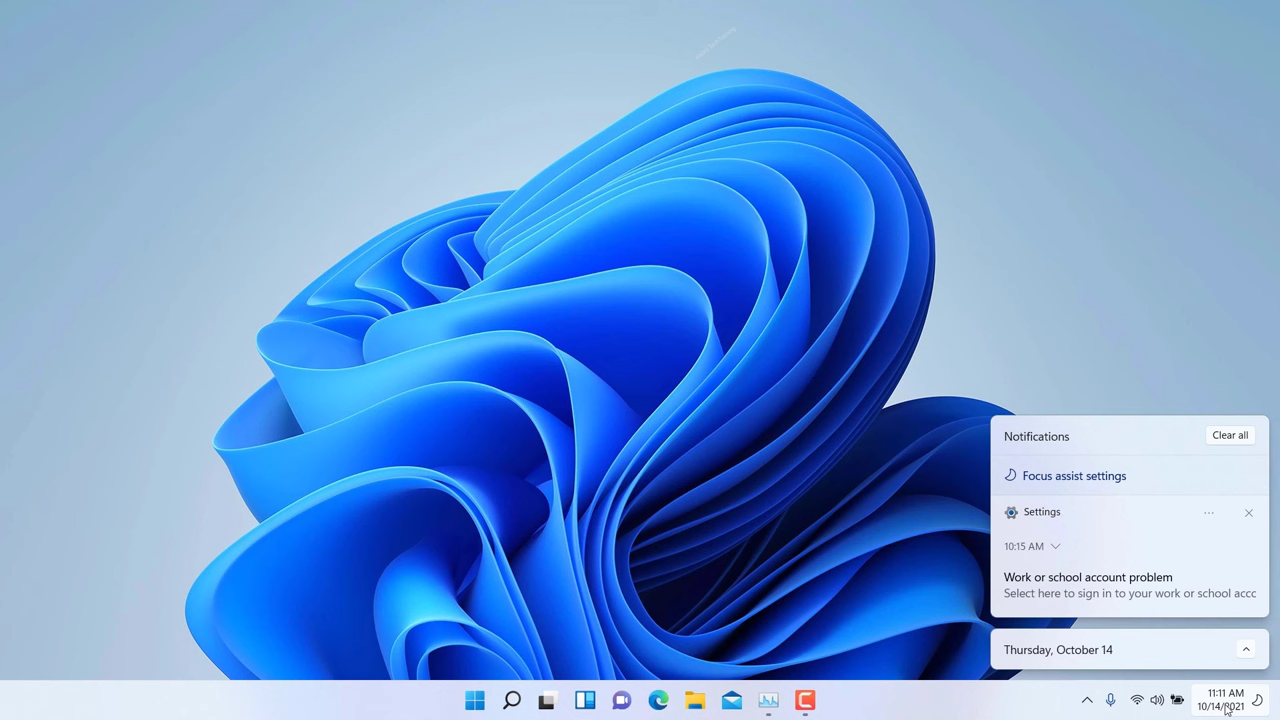 Notifications
Clear all
Focus assist settings
Settings
10:15 AM
Work or school account problem
Select here to sign in to your work or school acc
Thursday, October 14
11:11 AM
10/14/2021